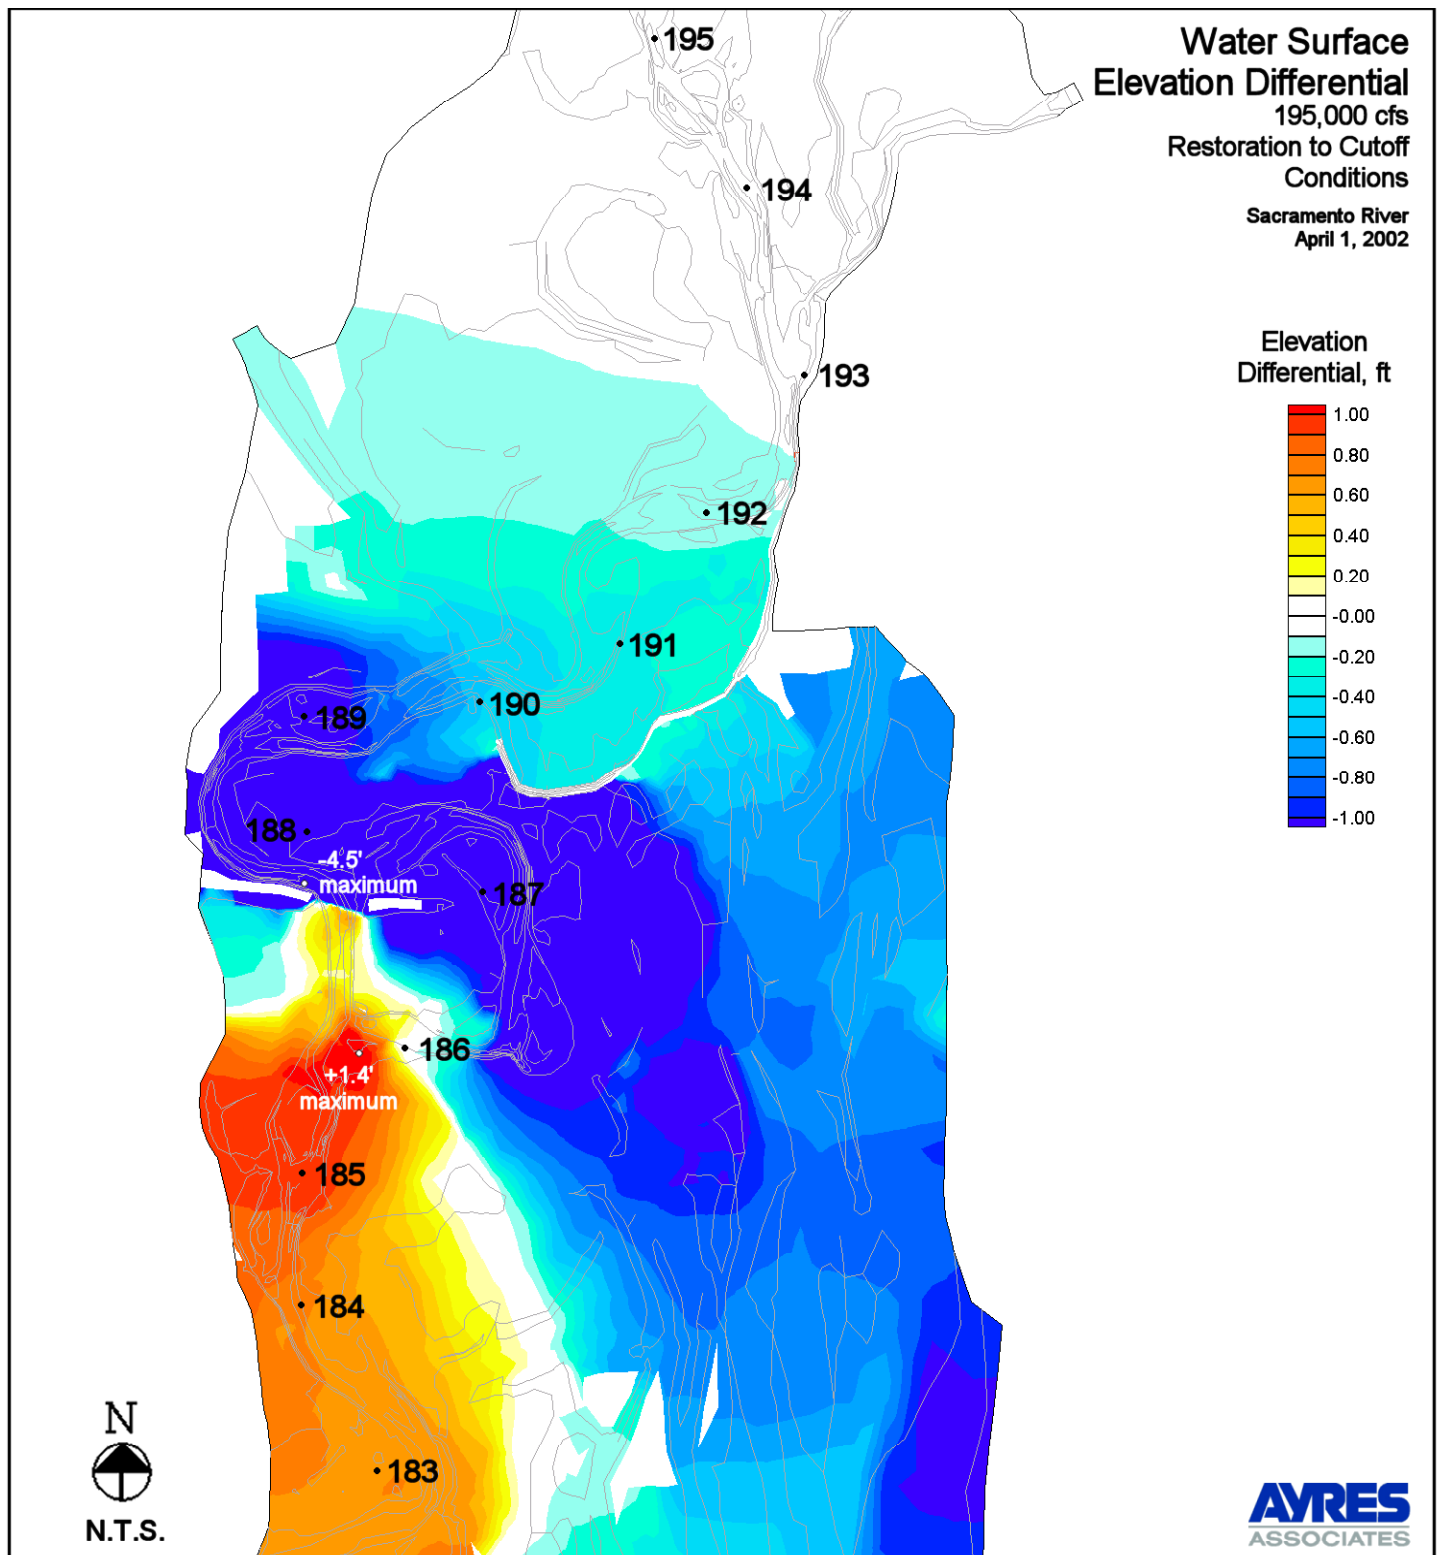 Water Surface
Elevation Differential
195,000 cfs
Restoration to Cutoff
Conditions
Sacramento River
April 1, 2002
195
194
193
192
191
190
189
188
-4.5'
maximum
187
186
+1.4'
maximum
185
184
183
Elevation
Differential, ft
1.00
0.80
0.60
0.40
0.20
-0.00
-0.20
-0.40
-0.60
-0.80
-1.00
N
N.T.S.
AYRES
ASSOCIATES